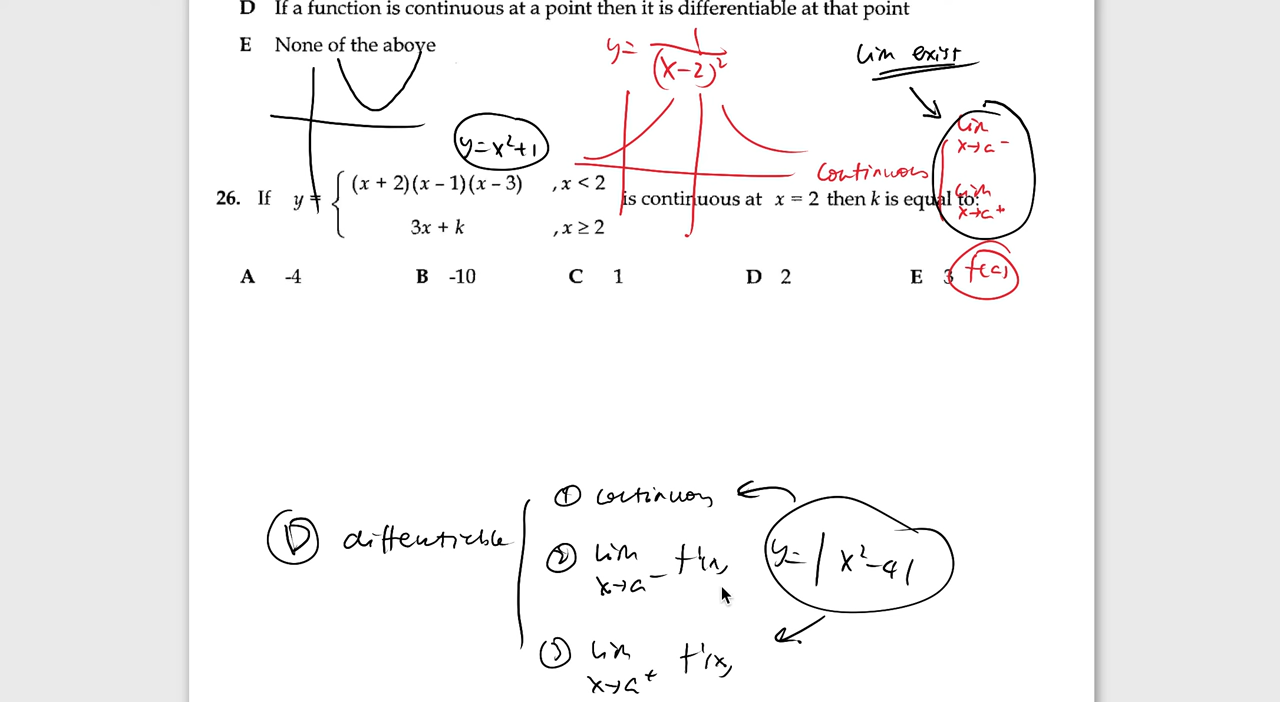 D If a function is continuous at a point then it is differentiable at that point
E None of the above
y = 1/(x-2)²
lim exist
y=x²+1
continuous
lim x→a⁻
lim x→a⁺
f(a)
26. If y = { (x + 2)(x – 1)(x – 3) , x < 2 is continuous at x = 2 then k is equal to:
3x + k , x ≥ 2
A -4 B -10 C 1 D 2 E 3
D
① continuous
② lim x→a⁻ f'(x)
y= | x²-4 |
③ lim x→a⁺ f'(x)